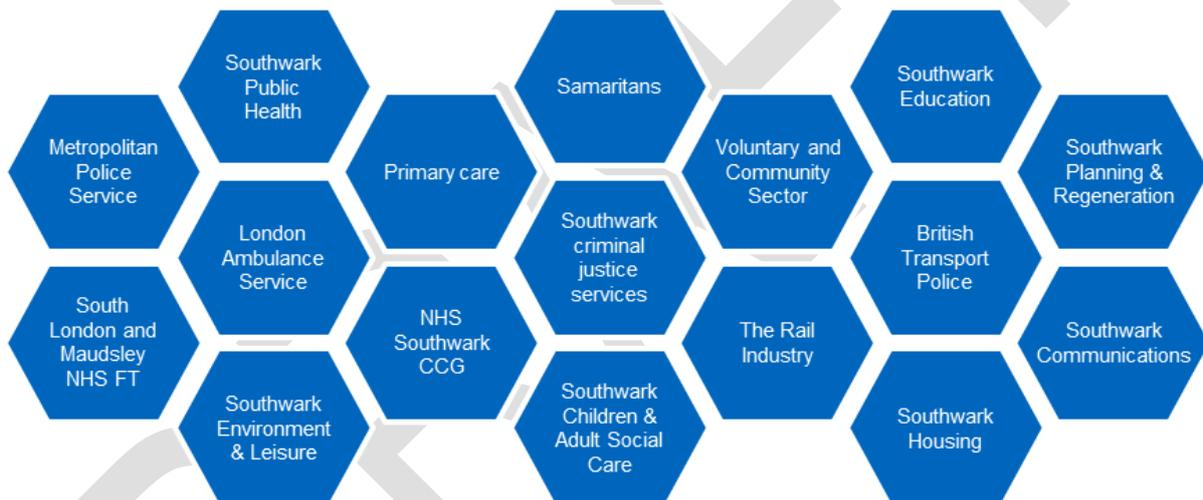 Southwark
Public
Health
Samaritans
Southwark
Education
Metropolitan
Police
Service
Primary care
Voluntary and
Community
Sector
Southwark
Planning &
Regeneration
London
Ambulance
Service
Southwark
criminal
justice
services
British
Transport
Police
South
London and
Maudsley
NHS FT
NHS
Southwark
CCG
The Rail
Industry
Southwark
Communications
Southwark
Environment
& Leisure
Southwark
Children &
Adult Social
Care
Southwark
Housing